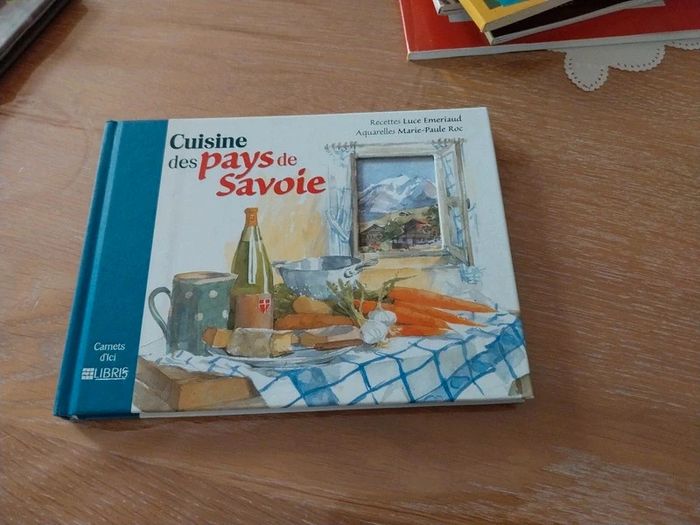 Recettes Luce Emeriaud
Aquarelles Marie-Paule Roc
Cuisine
des pays de
savoie
Carnets
d'Ici
LIBRIS